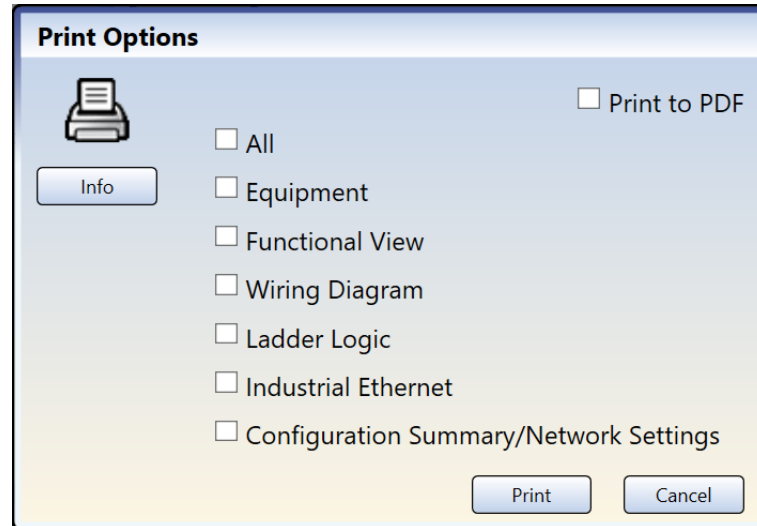 Print Options
Print to PDF
All
Info
Equipment
Functional View
Wiring Diagram
Ladder Logic
Industrial Ethernet
Configuration Summary/Network Settings
Print
Cancel